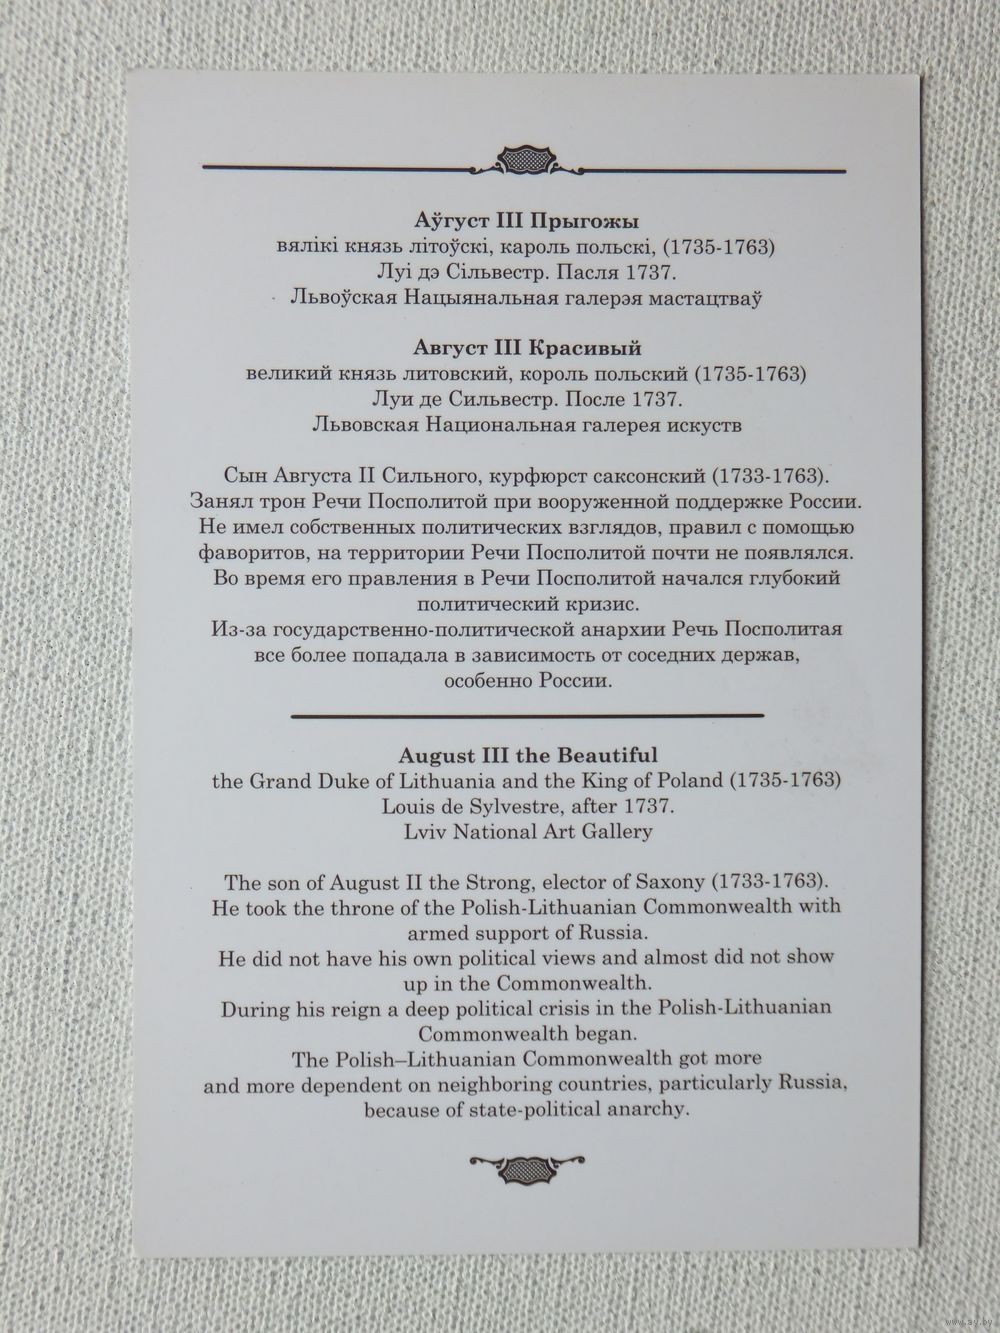 Аўгуст III Прыгожы
вялікі князь літоўскі, кароль польскі, (1735-1763)
Луі дэ Сільвестр. Пасля 1737.
Львоўская Нацыянальная галерэя мастацтваў
Август III Красивый
великий князь литовский, король польский (1735-1763)
Луи де Сильвестр. После 1737.
Львовская Национальная галерея искуств
Сын Августа II Сильного, курфюрст саксонский (1733-1763).
Занял трон Речи Посполитой при вооруженной поддержке России.
Не имел собственных политических взглядов, правил с помощью
фаворитов, на территории Речи Посполитой почти не появлялся.
Во время его правления в Речи Посполитой начался глубокий
политический кризис.
Из-за государственно-политической анархии Речь Посполитая
все более попадала в зависимость от соседних держав,
особенно России.
August III the Beautiful
the Grand Duke of Lithuania and the King of Poland (1735-1763)
Louis de Sylvestre, after 1737.
Lviv National Art Gallery
The son of August II the Strong, elector of Saxony (1733-1763).
He took the throne of the Polish-Lithuanian Commonwealth with
armed support of Russia.
He did not have his own political views and almost did not show
up in the Commonwealth.
During his reign a deep political crisis in the Polish-Lithuanian
Commonwealth began.
The Polish–Lithuanian Commonwealth got more
and more dependent on neighboring countries, particularly Russia,
because of state-political anarchy.
www.ay.by